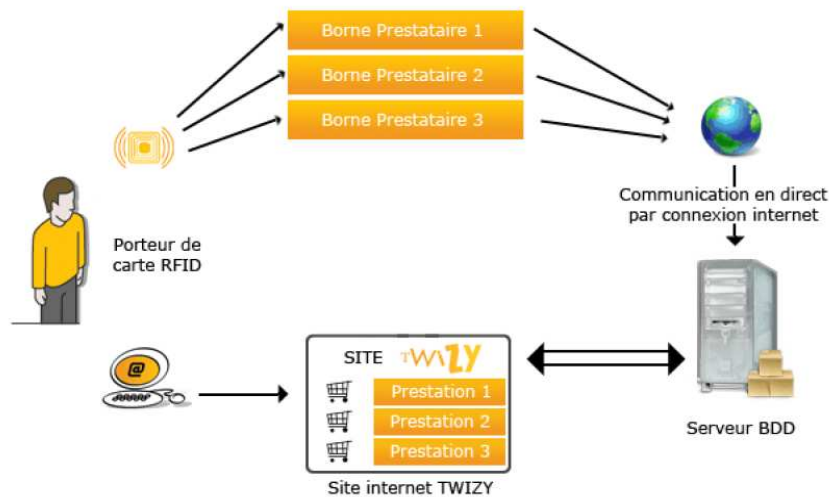 Borne Prestataire 1
Borne Prestataire 2
Borne Prestataire 3
Communication en direct
par connexion internet
Porteur de
carte RFID
@
SITE TWIZY
Prestation 1
Prestation 2
Prestation 3
Serveur BDD
Site internet TWIZY